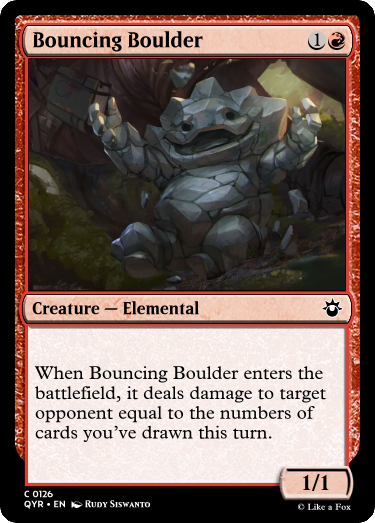 Bouncing Boulder 1
Creature — Elemental
When Bouncing Boulder enters the
battlefield, it deals damage to target
opponent equal to the numbers of
cards you've drawn this turn.
1/1
C 0126
QYR • EN Rudy Siswanto
© Like a Fox